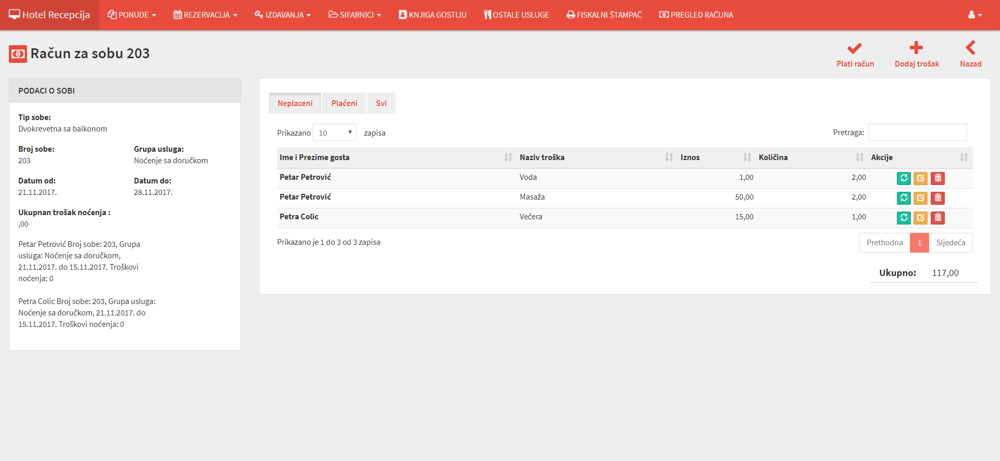 Hotel Recepcija PONUDE REZERVACIJA IZDAVANJA SIFARNICI KNJIGA GOSTIJU OSTALE USLUGE FISKALNI ŠTAMPAČ PREGLED RAČUNA
Račun za sobu 203
Plati račun Dodaj trošak Nazad
PODACI O SOBI
Tip sobe:
Dvokrevetna sa balkonom
Broj sobe: Grupa usluga:
203 Noćenje sa doručkom
Datum od: Datum do:
21.11.2017. 28.11.2017.
Ukupnan trošak noćenja :
,00
Petar Petrović Broj sobe: 203, Grupa
usluga: Noćenje sa doručkom,
21.11.2017. do 15.11.2017. Troškovi
noćenja: 0
Petra Colic Broj sobe: 203, Grupa usluga:
Noćenje sa doručkom, 21.11.2017. do
15.11.2017. Troškovi noćenja: 0
Neplaceni Plaćeni Svi
Prikazano 10 zapisa Pretraga:
Ime i Prezime gosta Naziv troška Iznos Količina Akcije
Petar Petrović Voda 1,00 2,00
Petar Petrović Masaža 50,00 2,00
Petra Colic Večera 15,00 1,00
Prikazano je 1 do 3 od 3 zapisa Prethodna 1 Sljedeća
Ukupno: 117,00